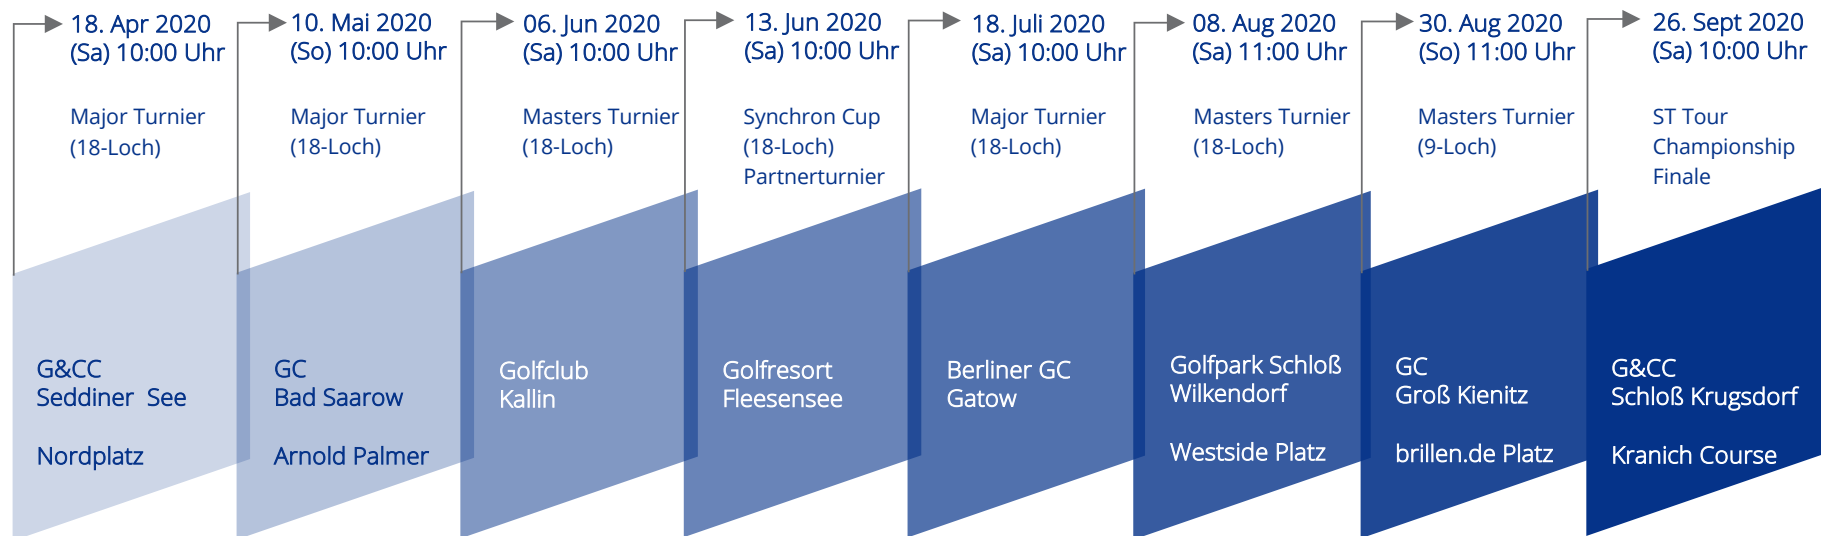 18. Apr 2020
(Sa) 10:00 Uhr
Major Turnier
(18-Loch)
G&CC
Seddiner  See
Nordplatz
10. Mai 2020
(So) 10:00 Uhr
Major Turnier
(18-Loch)
GC
Bad Saarow
Arnold Palmer
06. Jun 2020
(Sa) 10:00 Uhr
Masters Turnier
(18-Loch)
Golfclub
Kallin
13. Jun 2020
(Sa) 10:00 Uhr
Synchron Cup
(18-Loch)
Partnerturnier
Golfresort
Fleesensee
18. Juli 2020
(Sa) 10:00 Uhr
Major Turnier
(18-Loch)
Berliner GC
Gatow
08. Aug 2020
(Sa) 11:00 Uhr
Masters Turnier
(18-Loch)
Golfpark Schloß
Wilkendorf
Westside Platz
30. Aug 2020
(So) 11:00 Uhr
Masters Turnier
(9-Loch)
GC
Groß Kienitz
brillen.de Platz
26. Sept 2020
(Sa) 10:00 Uhr
ST Tour
Championship
Finale
G&CC
Schloß Krugsdorf
Kranich Course